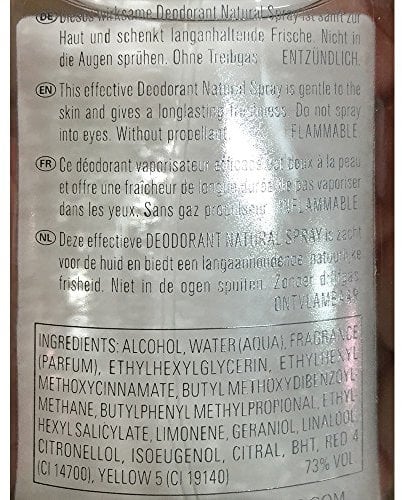 DE Dieses wirksame Deodorant Natural Spray ist sanft zur
Haut und schenkt langanhaltende Frische. Nicht in
die Augen sprühen. Ohne Treibgas ENTZÜNDLICH.
EN This effective Deodorant Natural Spray is gentle to the
skin and gives a longlasting freshness. Do not spray
into eyes. Without propellant. FLAMMABLE.
FR Ce déodorant vaporisateur efficace est doux à la peau
et offre une fraîcheur de longue durée. Ne pas vaporiser
dans les yeux. Sans gaz propulseur INFLAMMABLE.
NL Deze effectieve DEODORANT NATURAL SPRAY is zacht
voor de huid en biedt een langaanhoudende natuurlijke
frisheid. Niet in de ogen spuiten. Zonder drijfgas
ONTVLAMBAAR.
INGREDIENTS: ALCOHOL, WATER (AQUA), FRAGRANCE
(PARFUM), ETHYLHEXYLGLYCERIN, ETHYLHEXYL
METHOXYCINNAMATE, BUTYL METHOXYDIBENZOYL-
METHANE, BUTYLPHENYL METHYLPROPIONAL, ETHYL
HEXYL SALICYLATE, LIMONENE, GERANIOL, LINALOOL,
CITRONELLOL, ISOEUGENOL, CITRAL, BHT, RED 4
(CI 14700), YELLOW 5 (CI 19140) 73% VOL
.COM